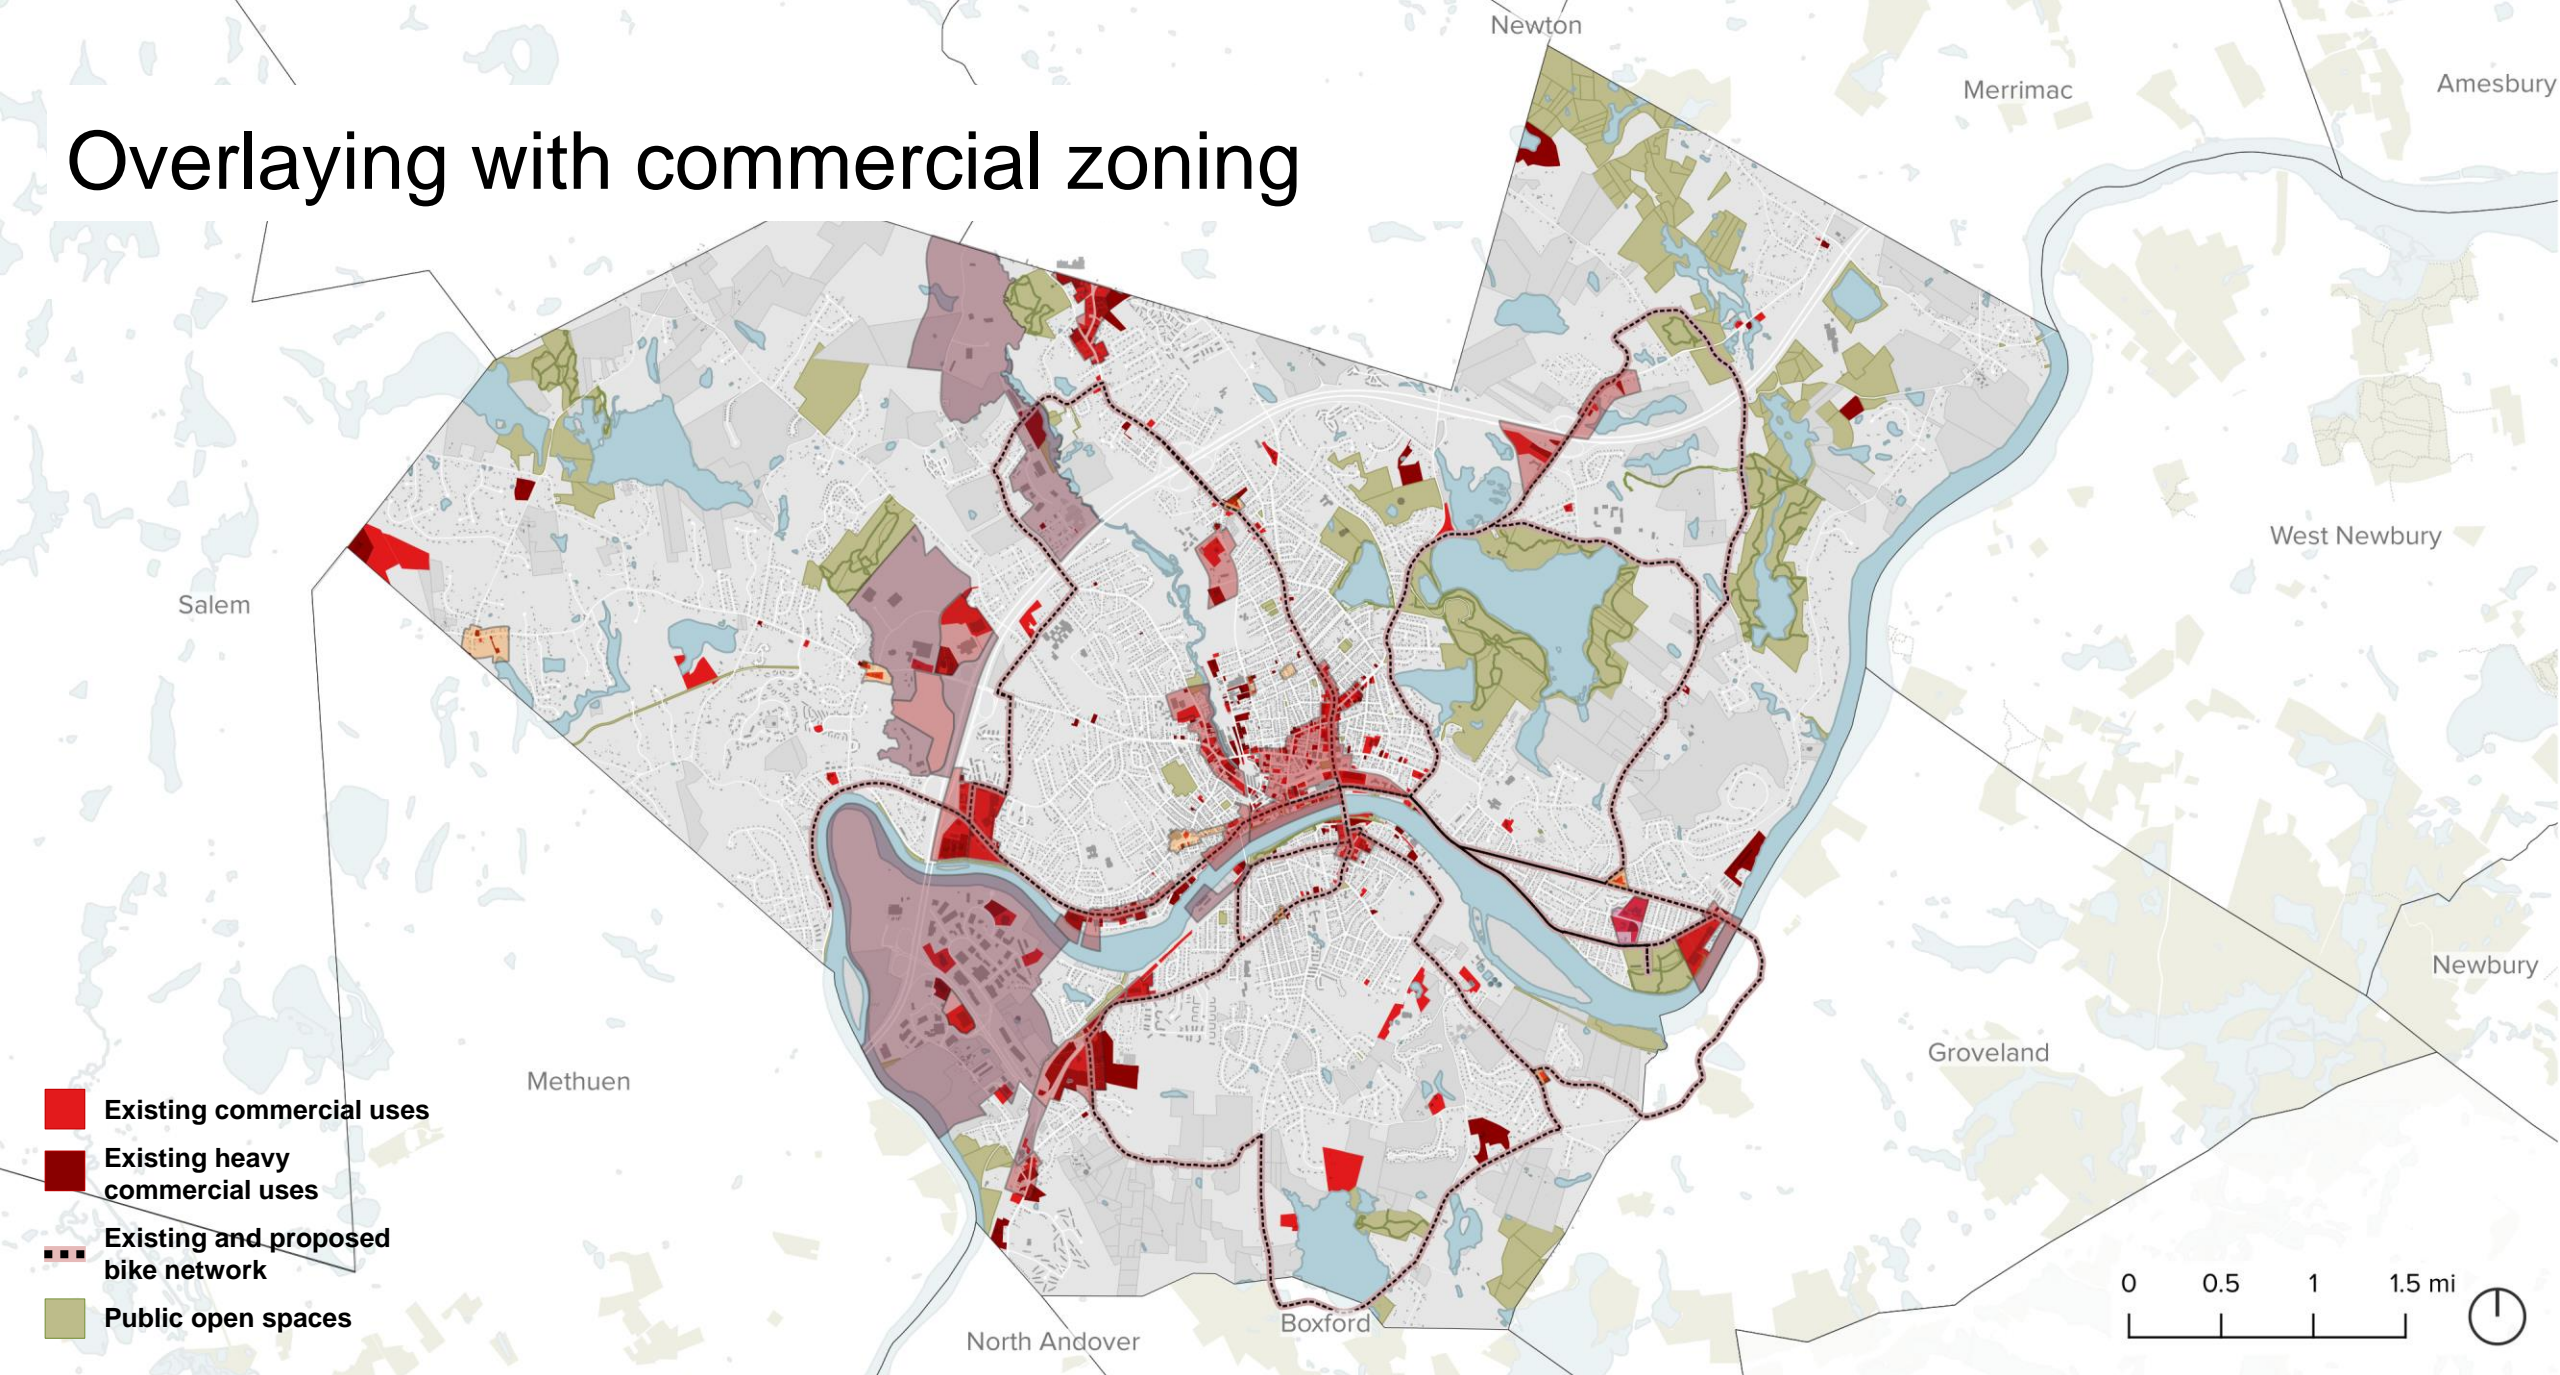 Newton
Merrimac
Amesbury
Overlaying with commercial zoning
West Newbury
Salem
Newbury
Groveland
Methuen
Existing commercial uses
Existing heavy
commercial uses
Existing and proposed
bike network
Public open spaces
0 0.5 1 1.5 mi
Boxford
North Andover